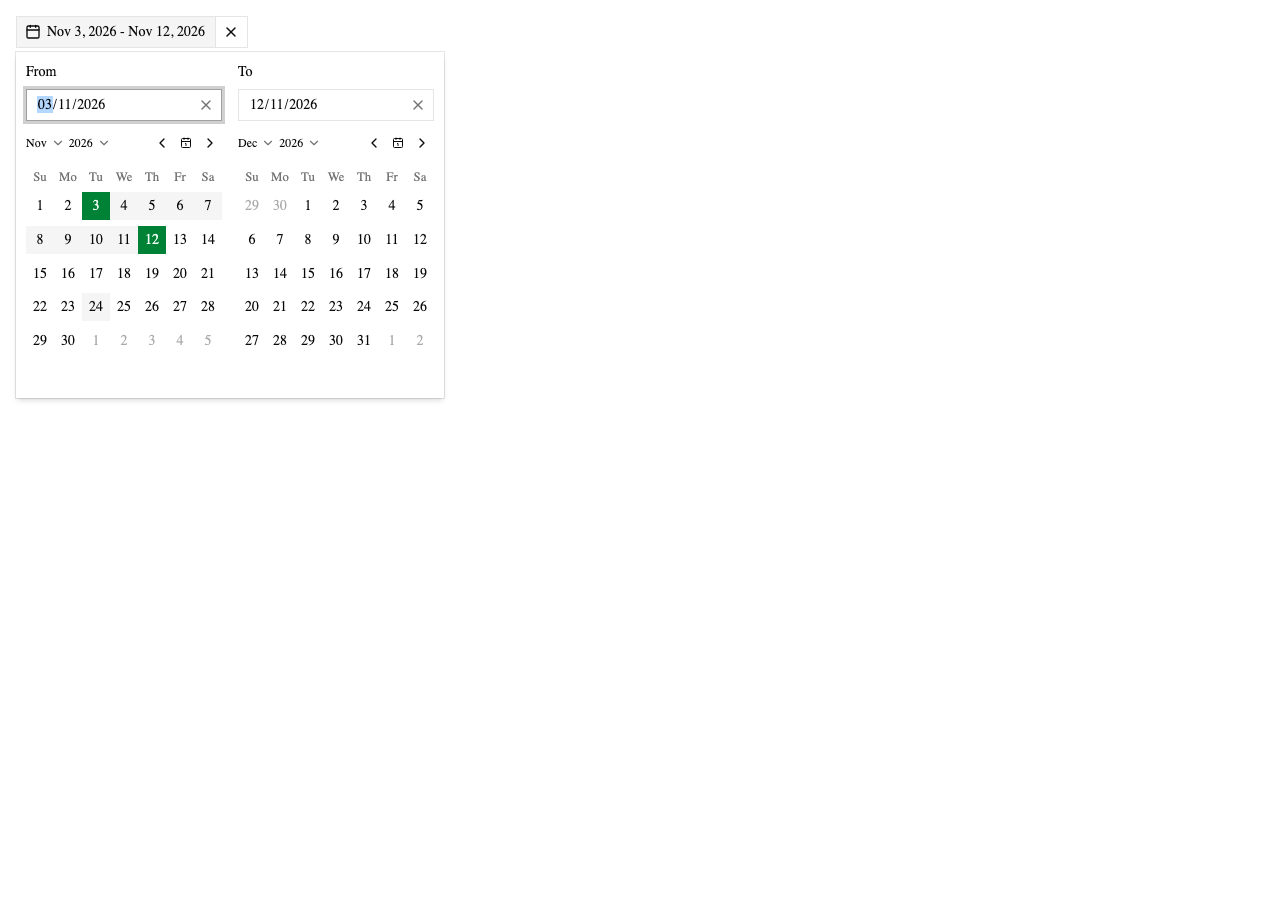 Nov 3, 2026 - Nov 12, 2026
From To
03/11/2026 12/11/2026
Nov 2026 Dec 2026
Su Mo Tu We Th Fr Sa Su Mo Tu We Th Fr Sa
1 2 3 4 5 6 7 29 30 1 2 3 4 5
8 9 10 11 12 13 14 6 7 8 9 10 11 12
15 16 17 18 19 20 21 13 14 15 16 17 18 19
22 23 24 25 26 27 28 20 21 22 23 24 25 26
29 30 1 2 3 4 5 27 28 29 30 31 1 2